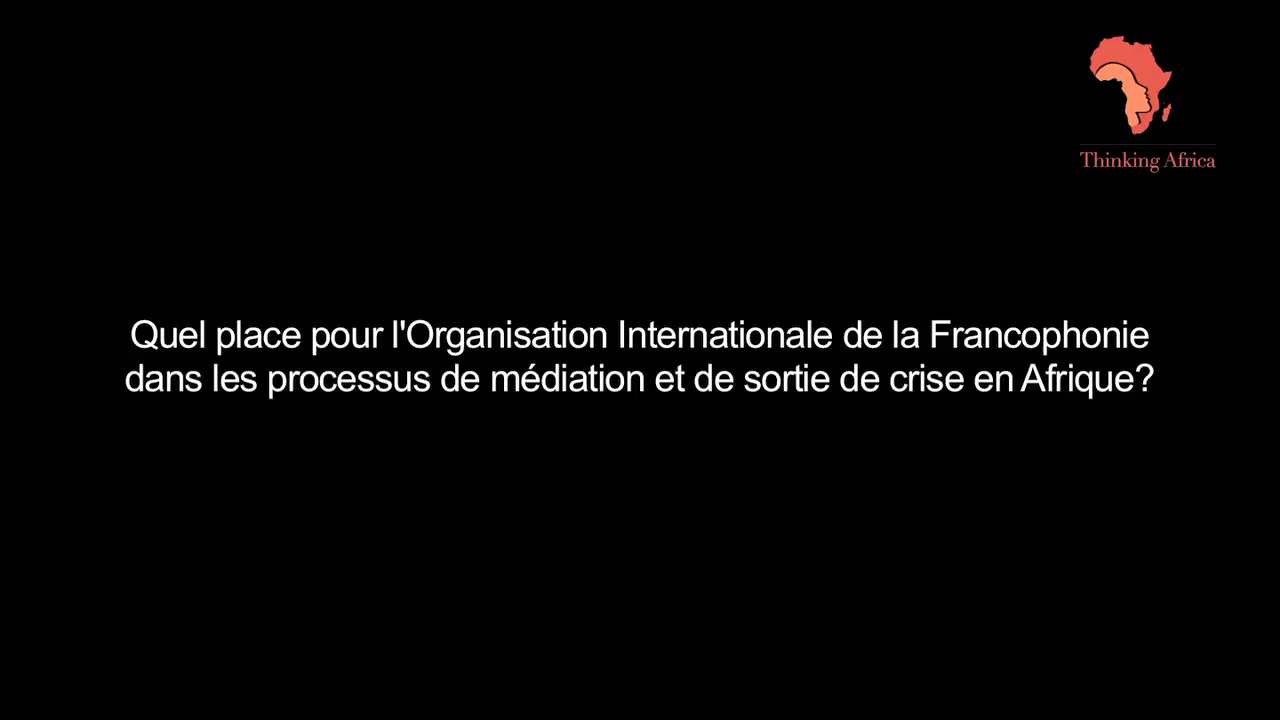 Thinking Africa
Quel place pour l'Organisation Internationale de la Francophonie
dans les processus de médiation et de sortie de crise en Afrique?